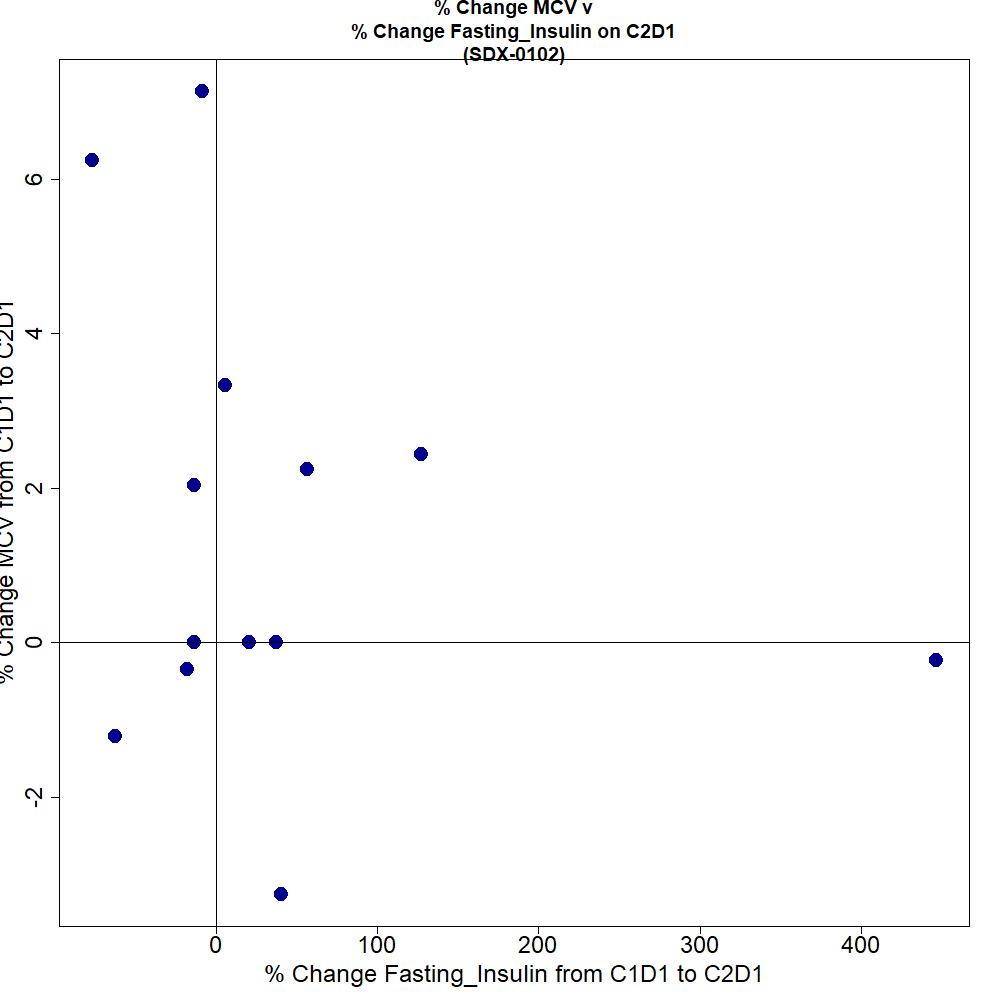 % Change MCV v
% Change Fasting_Insulin on C2D1
(SDX-0102)
% Change MCV from C1D1 to C2D1
6
4
2
0
-2
0 100 200 300 400
% Change Fasting_Insulin from C1D1 to C2D1